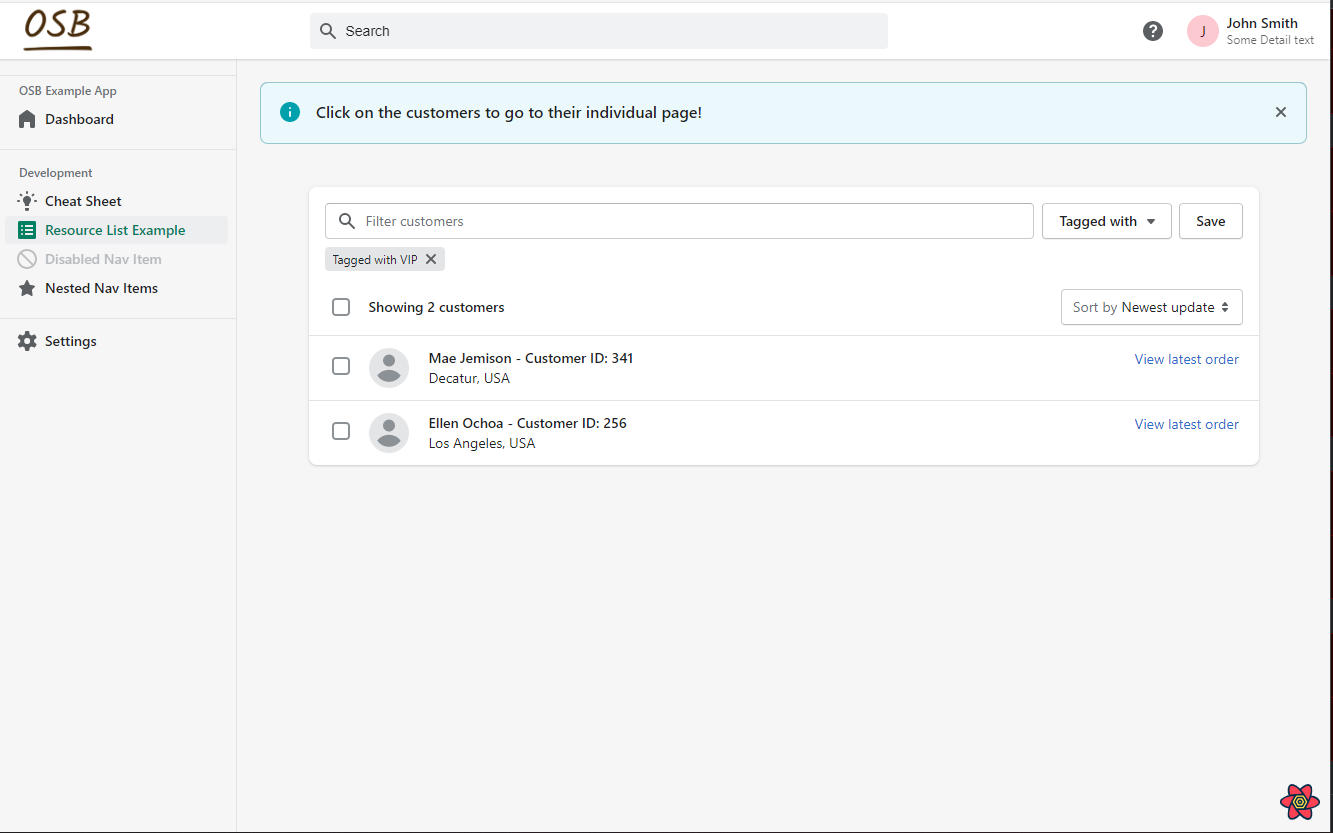 OSB
Search
?
J
John Smith
Some Detail text
OSB Example App
Dashboard
Development
Cheat Sheet
Resource List Example
Disabled Nav Item
Nested Nav Items
Settings
Click on the customers to go to their individual page!
Filter customers
Tagged with
Save
Tagged with VIP
Showing 2 customers
Sort by Newest update
Mae Jemison - Customer ID: 341
Decatur, USA
View latest order
Ellen Ochoa - Customer ID: 256
Los Angeles, USA
View latest order